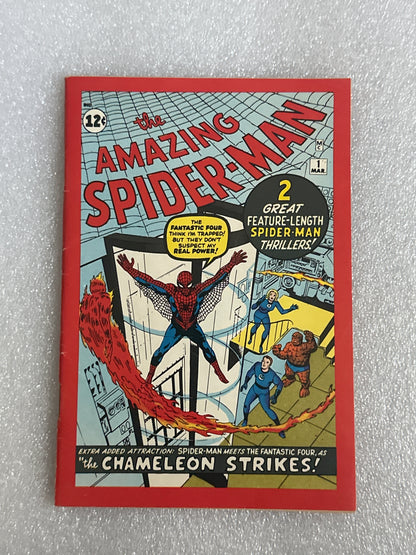 IND.
12¢
the
AMAZING
SPIDER-MAN
M
C
1
MAR.
2
GREAT
FEATURE-LENGTH
SPIDER-MAN
THRILLERS!
THE
FANTASTIC FOUR
THINK I'M TRAPPED!
BUT THEY DON'T
SUSPECT MY
REAL POWER!
EXTRA ADDED ATTRACTION: SPIDER-MAN MEETS THE FANTASTIC FOUR, AS
"the CHAMELEON STRIKES!